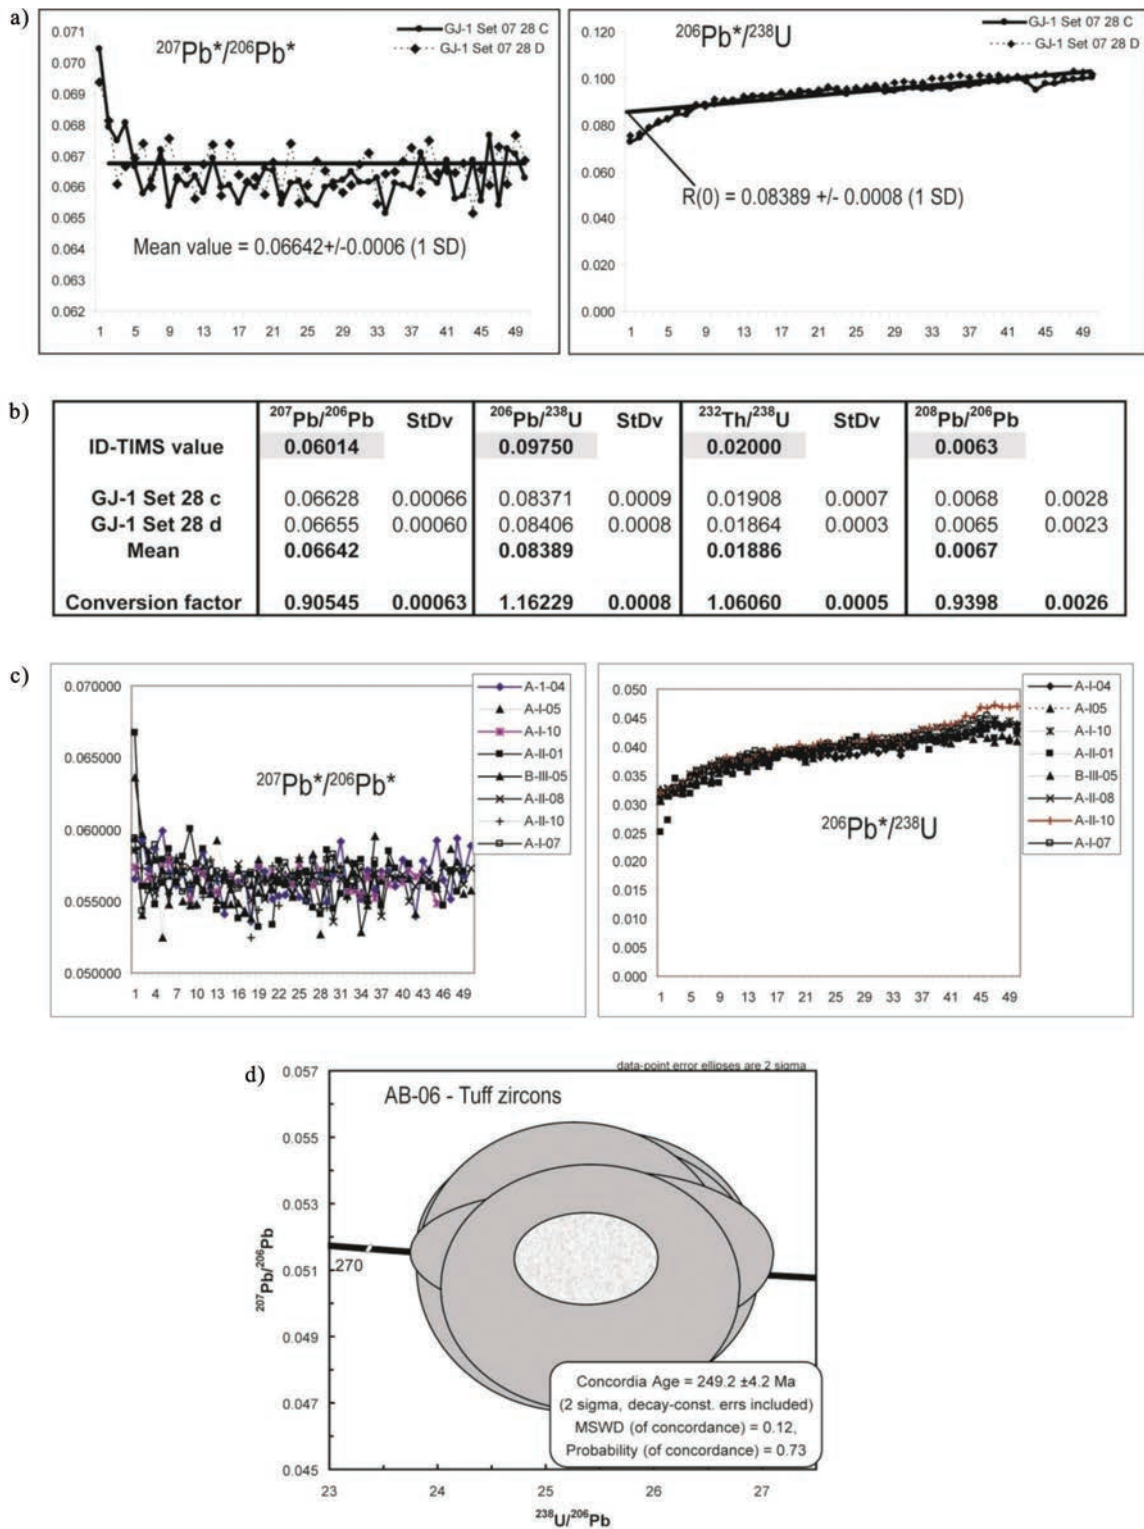 a)
0.071
0.070
0.069
0.068
0.067
0.066
0.065
0.064
0.063
0.062
207Pb*/206Pb*
GJ-1 Set 07 28 C
GJ-1 Set 07 28 D
Mean value = 0.06642+/-0.0006 (1 SD)
1 5 9 13 17 21 25 29 31 33 37 41 45 49
0.120
0.100
0.080
0.060
0.040
0.020
0.000
206Pb*/238U
GJ-1 Set 07 28 C
GJ-1 Set 07 28 D
R(0) = 0.08389 +/- 0.0008 (1 SD)
1 5 9 13 17 21 25 29 33 37 41 45 49
b)
207Pb/206Pb StDv 206Pb/238U StDv 232Th/238U StDv 208Pb/206Pb
ID-TIMS value 0.06014 0.09750 0.02000 0.0063
GJ-1 Set 28 c 0.06628 0.00066 0.08371 0.0009 0.01908 0.0007 0.0068 0.0028
GJ-1 Set 28 d 0.06655 0.00060 0.08406 0.0008 0.01864 0.0003 0.0065 0.0023
Mean 0.06642 0.08389 0.01886 0.0067
Conversion factor 0.90545 0.00063 1.16229 0.0008 1.06060 0.0005 0.9398 0.0026
c)
0.070000
0.065000
0.060000
0.055000
0.050000
207Pb*/206Pb*
1 4 7 10 13 16 19 22 25 28 31 34 37 40 43 46 49
A-1-04
A-I-05
A-I-10
A-II-01
B-III-05
A-II-08
A-II-10
A-I-07
0.050
0.045
0.040
0.035
0.030
0.025
0.020
0.015
0.010
0.005
0.000
206Pb*/238U
1 5 9 13 17 21 25 29 33 37 41 45 49
A-I-04
A-I05
A-I-10
A-II-01
B-III-05
A-II-08
A-II-10
A-I-07
d)
data-point error ellipses are 2 sigma
0.057
0.055
0.053
0.051
0.049
0.047
0.045
207Pb/206Pb
AB-06 - Tuff zircons
270
Concordia Age = 249.2 ±4.2 Ma
(2 sigma, decay-const. errs included)
MSWD (of concordance) = 0.12,
Probability (of concordance) = 0.73
23 24 25 26 27
238U/206Pb